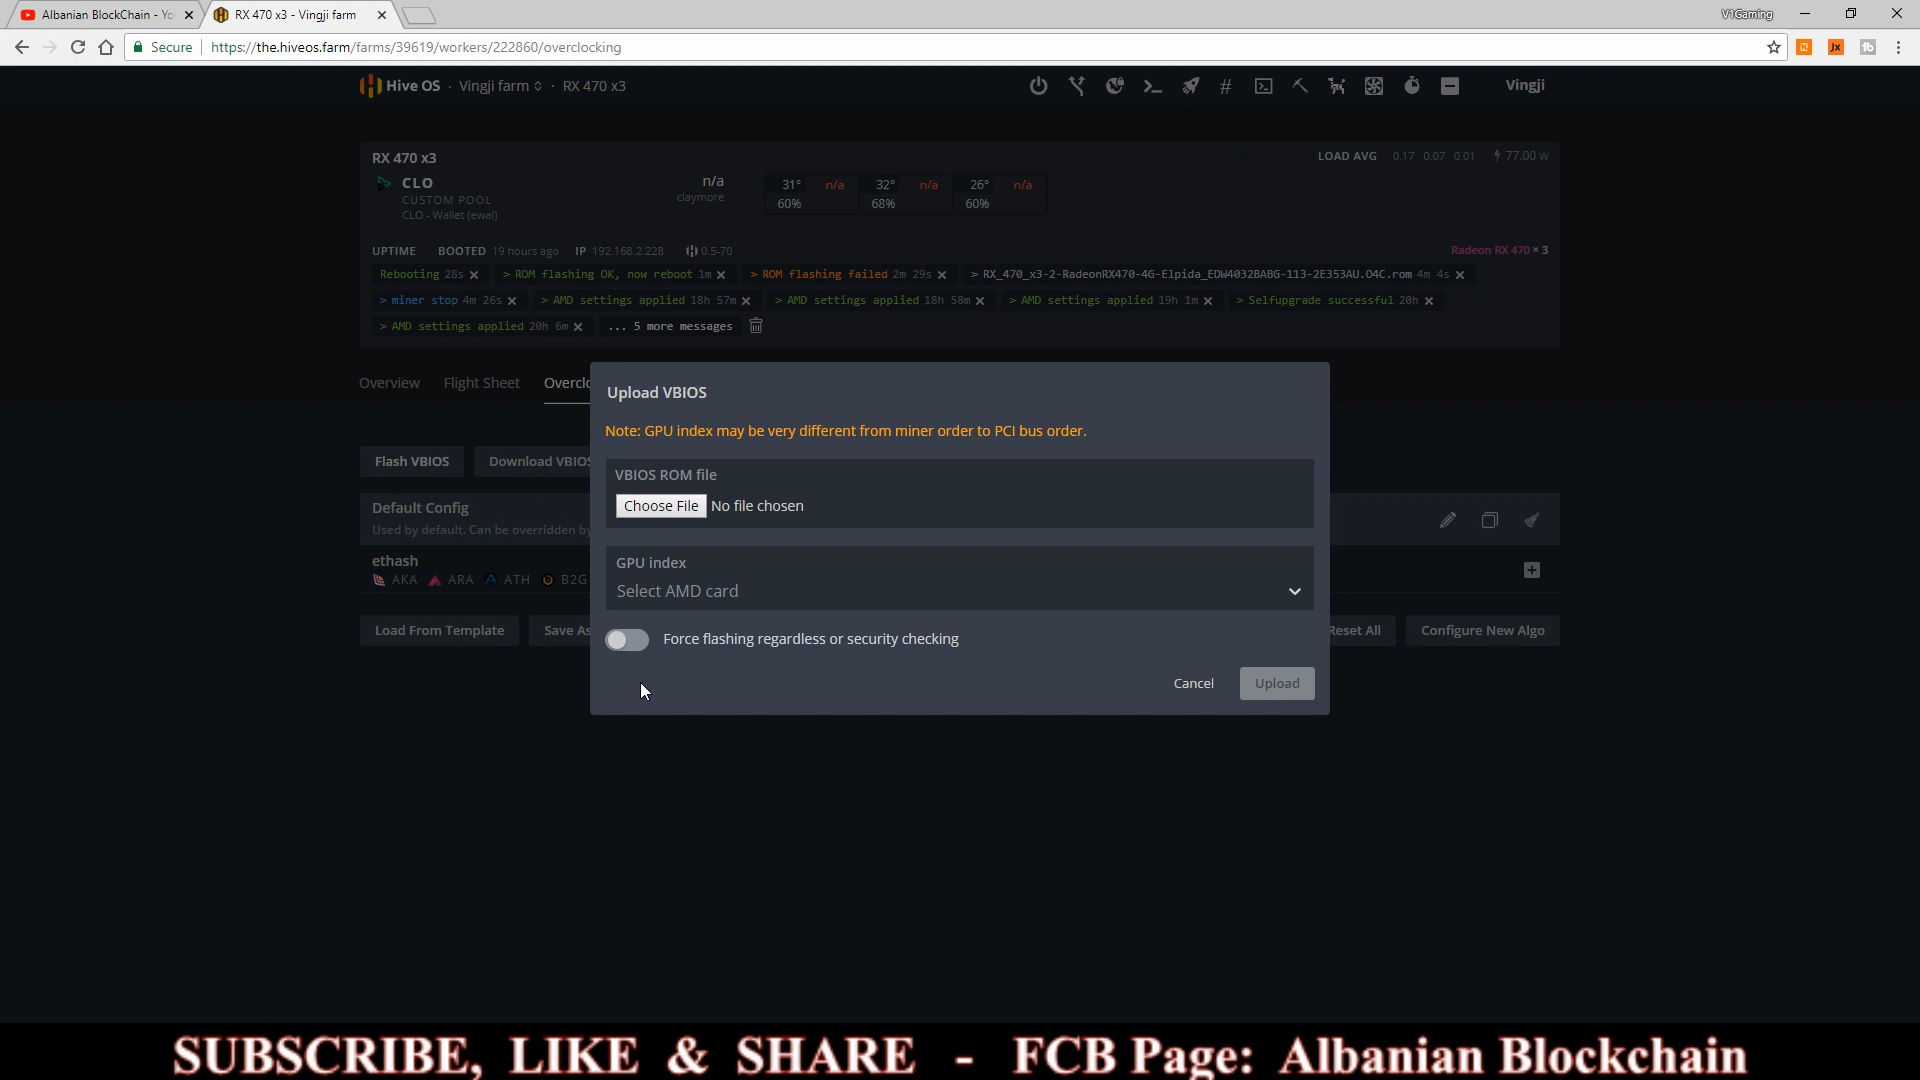 Albanian BlockChain - Yo
RX 470 x3 - Vingji farm
V1Gaming
Secure
https://the.hiveos.farm/farms/39619/workers/222860/overclocking
Hive OS · Vingji farm · RX 470 x3
Vingji
RX 470 x3
LOAD AVG 0.17 0.07 0.01 77.00 w
CLO
CUSTOM POOL
CLO - Wallet (ewal)
n/a
claymore
31° n/a 32° n/a 26° n/a
60% 68% 60%
UPTIME BOOTED 19 hours ago IP 192.168.2.228 0.5-70
Radeon RX 470 × 3
Rebooting 28s × > ROM flashing OK, now reboot 1m × > ROM flashing failed 2m 29s × > RX_470_x3-2-RadeonRX470-4G-Elpida_EDW4032BABG-113-2E353AU.O4C.rom 4m 4s ×
> miner stop 4m 26s × > AMD settings applied 18h 57m × > AMD settings applied 18h 58m × > AMD settings applied 19h 1m × > Selfupgrade successful 20h ×
> AMD settings applied 20h 6m × ... 5 more messages
Overview Flight Sheet Overclo
Upload VBIOS
Note: GPU index may be very different from miner order to PCI bus order.
Flash VBIOS Download VBIOS
VBIOS ROM file
Choose File No file chosen
Default Config
Used by default. Can be overridden by
ethash
AKA ARA ATH B2G
GPU index
Select AMD card
Load From Template Save As
Reset All Configure New Algo
Force flashing regardless or security checking
Cancel Upload
SUBSCRIBE, LIKE & SHARE - FCB Page: Albanian Blockchain